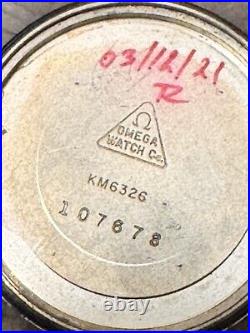 03/12/21
R
Ω
OMEGA
WATCH Co.
KM6326
107678